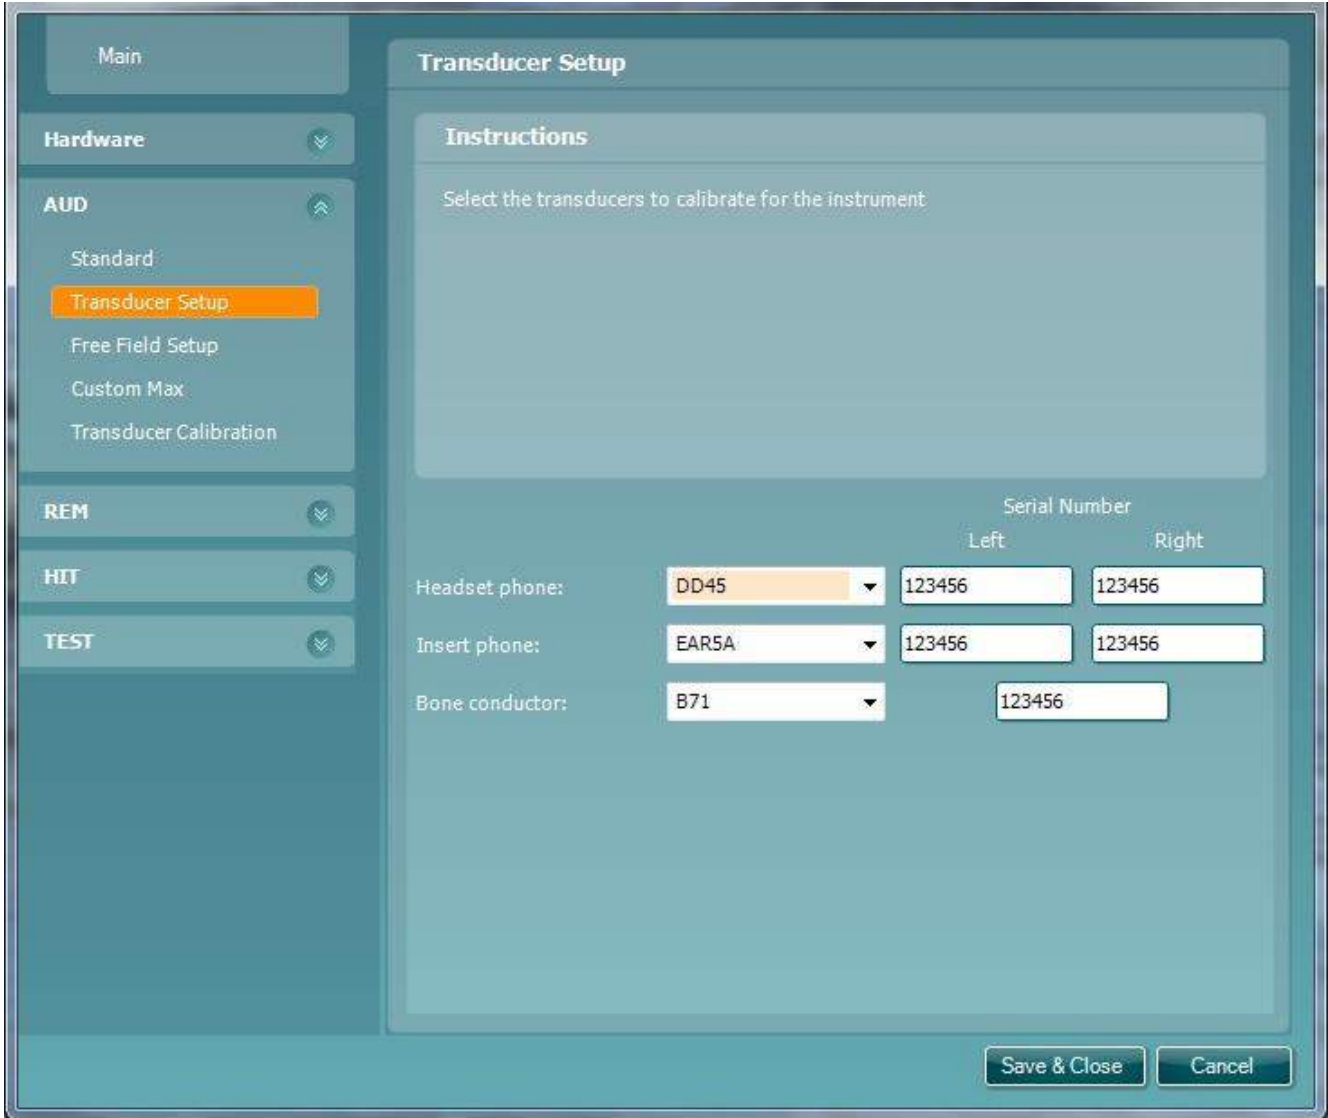 Main
Hardware
AUD
Standard
Transducer Setup
Free Field Setup
Custom Max
Transducer Calibration
REM
HIT
TEST
Transducer Setup
Instructions
Select the transducers to calibrate for the instrument
Serial Number
Left Right
Headset phone: DD45 123456 123456
Insert phone: EAR5A 123456 123456
Bone conductor: B71 123456
Save & Close Cancel